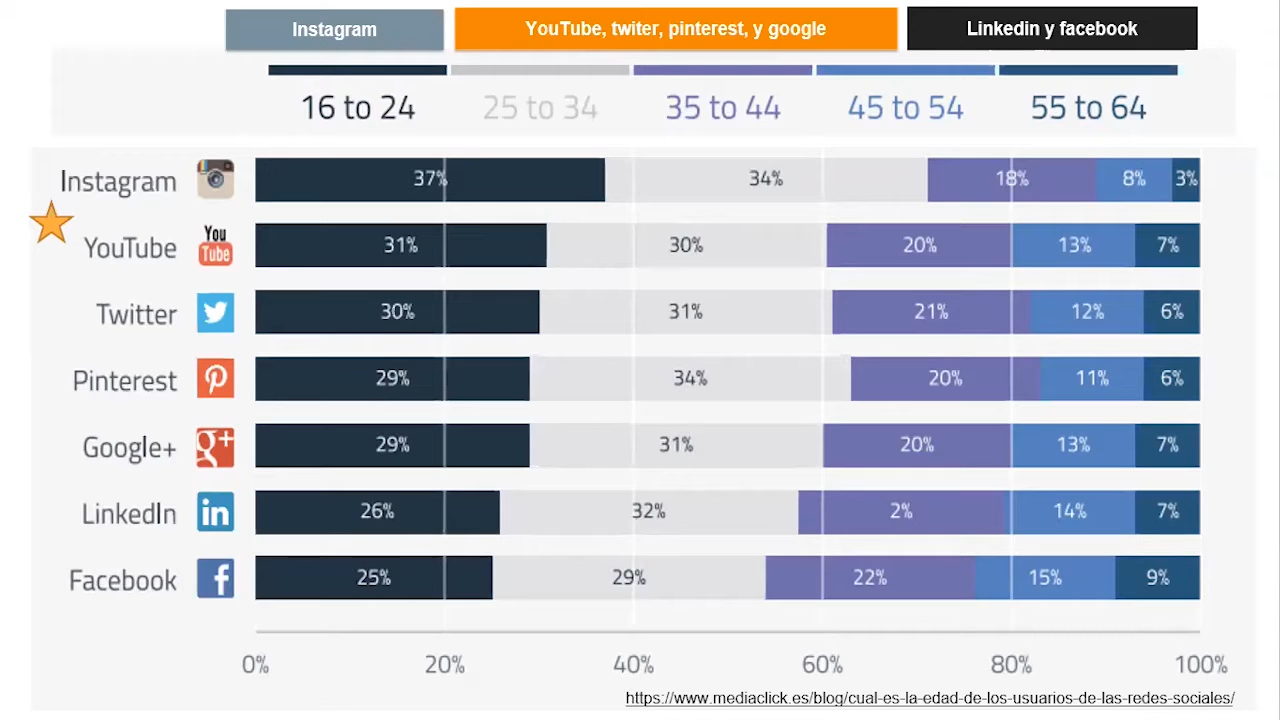 Instagram
YouTube, twiter, pinterest, y google
Linkedin y facebook
16 to 24
25 to 34
35 to 44
45 to 54
55 to 64
Instagram 37% 34% 18% 8% 3%
YouTube You Tube 31% 30% 20% 13% 7%
Twitter 30% 31% 21% 12% 6%
Pinterest 29% 34% 20% 11% 6%
Google+ g+ 29% 31% 20% 13% 7%
LinkedIn in 26% 32% 2% 14% 7%
Facebook f 25% 29% 22% 15% 9%
0% 20% 40% 60% 80% 100%
https://www.mediaclick.es/blog/cual-es-la-edad-de-los-usuarios-de-las-redes-sociales/